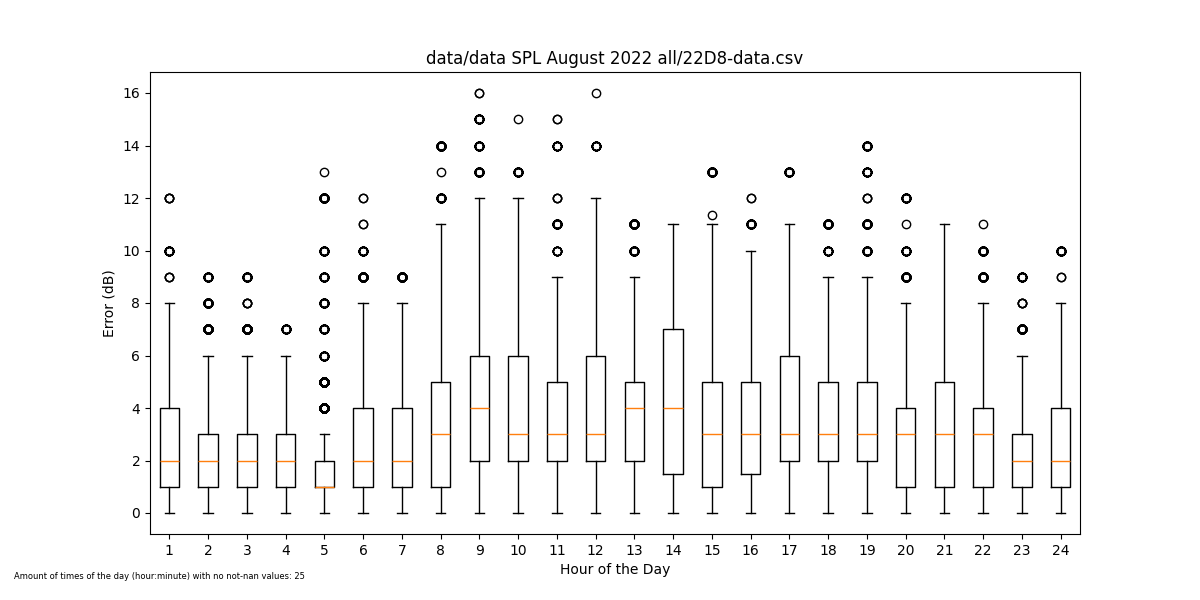 data/data SPL August 2022 all/22D8-data.csv
16
14
12
10
8
6
4
2
0
Error (dB)
1 2 3 4 5 6 7 8 9 10 11 12 13 14 15 16 17 18 19 20 21 22 23 24
Hour of the Day
Amount of times of the day (hour:minute) with no not-nan values: 25